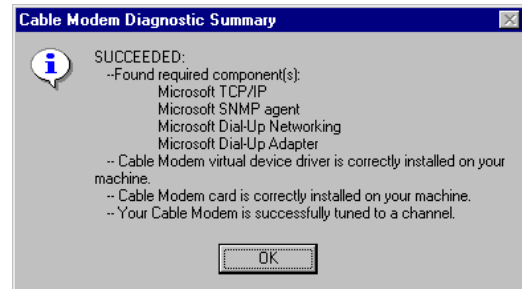 Cable Modem Diagnostic Summary
SUCCEEDED:
--Found required component(s):
Microsoft TCP/IP
Microsoft SNMP agent
Microsoft Dial-Up Networking
Microsoft Dial-Up Adapter
-- Cable Modem virtual device driver is correctly installed on your
machine.
-- Cable Modem card is correctly installed on your machine.
-- Your Cable Modem is successfully tuned to a channel.
OK